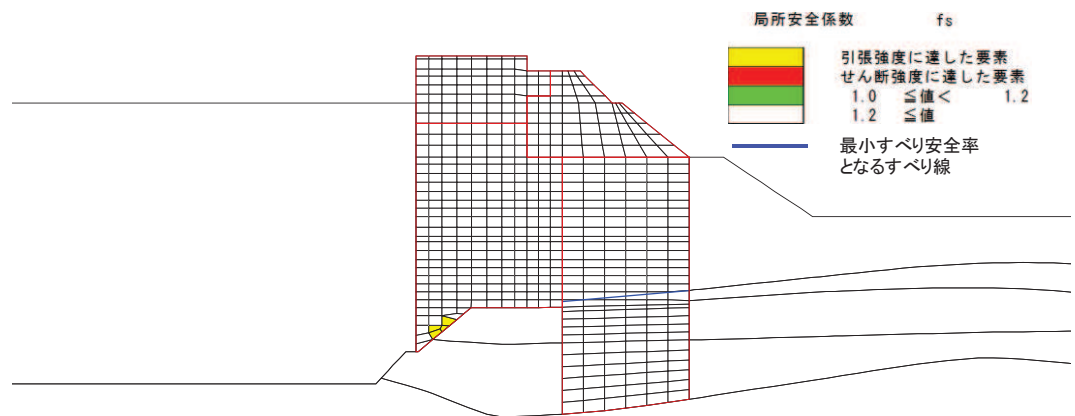 局所安全係数 fs
引張強度に達した要素
せん断強度に達した要素
1.0 ≦値< 1.2
1.2 ≦値
最小すべり安全率
となるすべり線